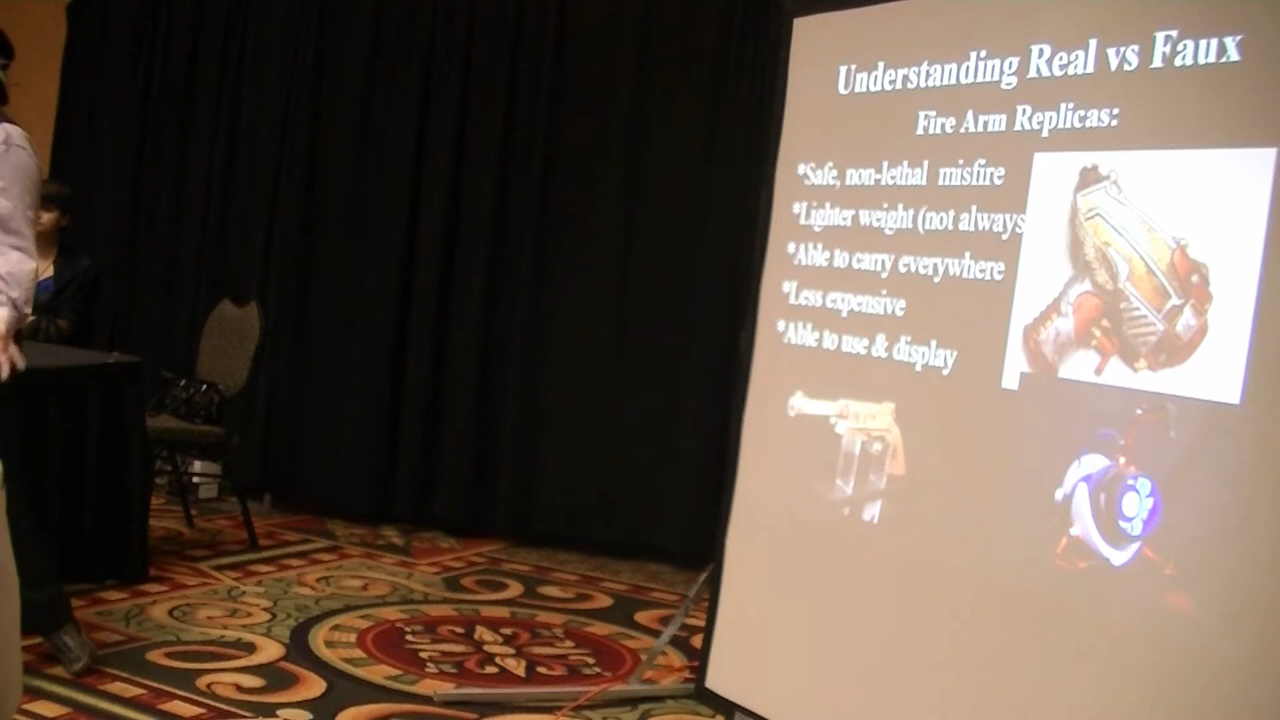 Understanding Real vs Faux
Fire Arm Replicas:
*Safe, non-lethal misfire
*Lighter weight (not always
*Able to carry everywhere
*Less expensive
*Able to use & display